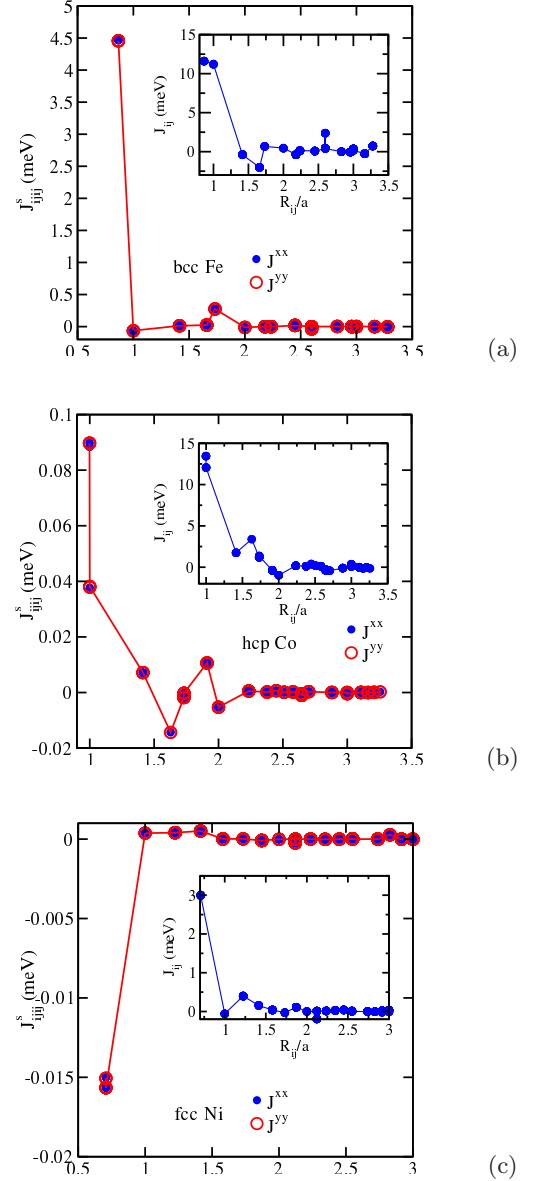 5
4.5
4
3.5
3
2.5
2
1.5
1
0.5
0
J^s_ijij (meV)
0.5 1 1.5 2 2.5 3 3.5
15
10
5
0
J_ij (meV)
1 1.5 2 2.5 3 3.5
R_ij/a
bcc Fe
J^xx
J^yy
(a)
0.1
0.08
0.06
0.04
0.02
0
-0.02
J^s_ijij (meV)
1 1.5 2 2.5 3 3.5
15
10
5
0
J_ij (meV)
1 1.5 2 2.5 3 3.5
R_ij/a
hcp Co
J^xx
J^yy
(b)
0
-0.005
-0.01
-0.015
-0.02
J^s_ijij (meV)
0.5 1 1.5 2 2.5 3
3
2
1
0
J_ij (meV)
1 1.5 2 2.5 3
R_ij/a
fcc Ni
J^xx
J^yy
(c)